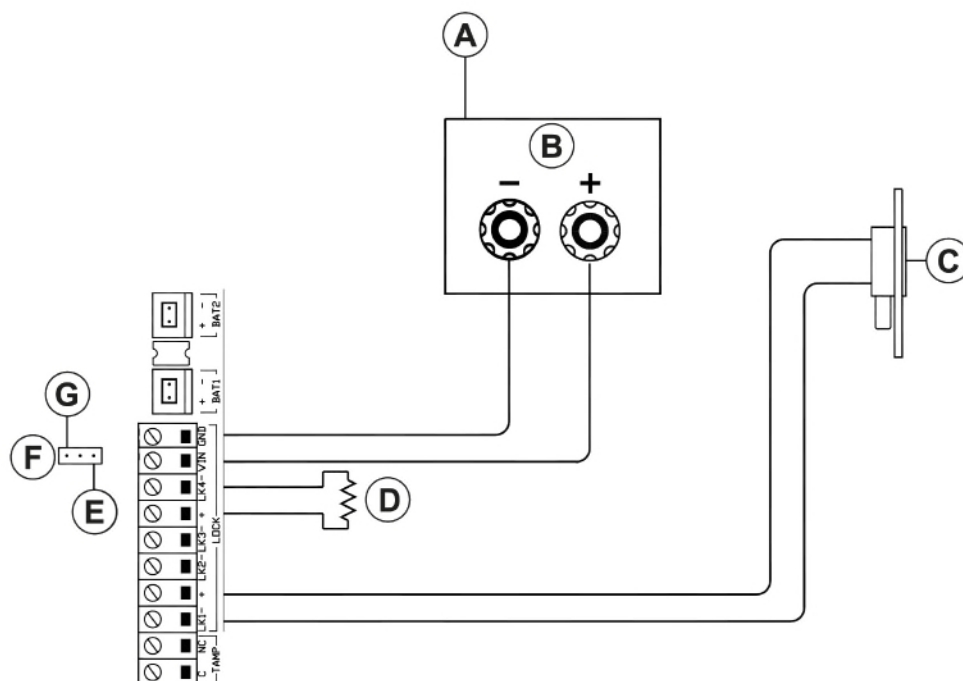 A
B
- +
C
- BAT2
+
- BAT1
+
G
F
E
GND
VIN
LK4-
+
D
LK3-
LOCK
LK2-
+
LK1-
NC
TAMP
C